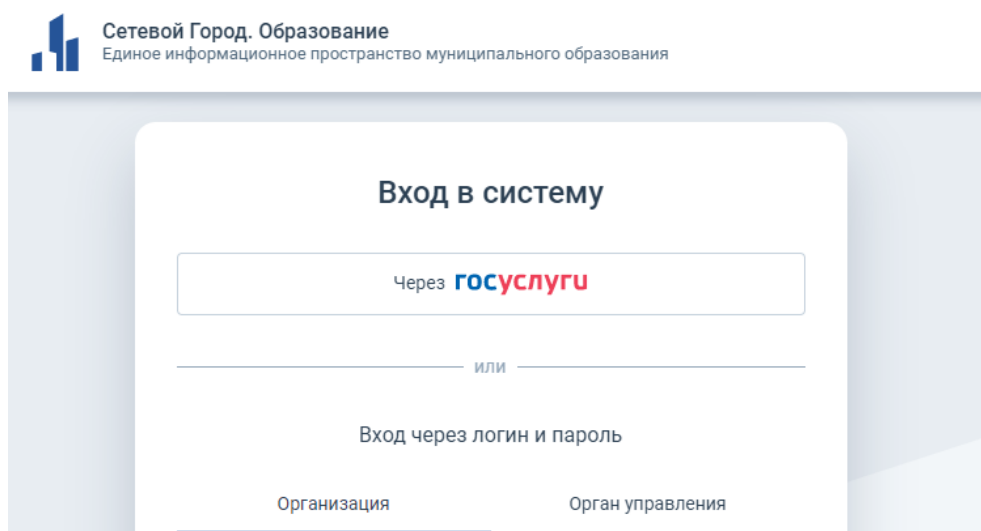 Сетевой Город. Образование
Единое информационное пространство муниципального образования
Вход в систему
Через госуслуги
или
Вход через логин и пароль
Организация
Орган управления